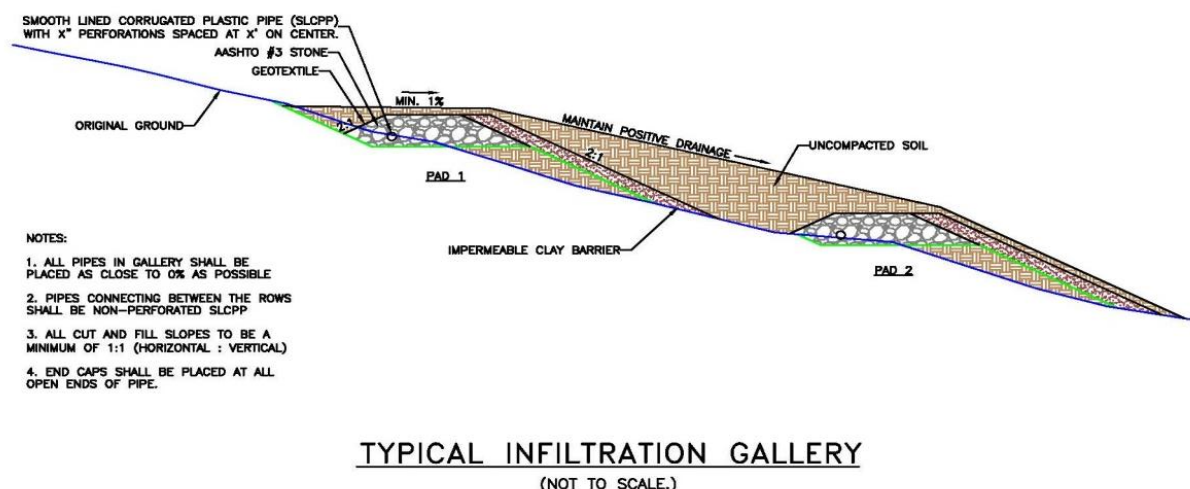 SMOOTH LINED CORRUGATED PLASTIC PIPE (SLCPP)
WITH X" PERFORATIONS SPACED AT X' ON CENTER.
AASHTO #3 STONE
GEOTEXTILE
MIN. 1%
ORIGINAL GROUND
2:1
MAINTAIN POSITIVE DRAINAGE
UNCOMPACTED SOIL
2:1
PAD 1
IMPERMEABLE CLAY BARRIER
PAD 2
NOTES:
1. ALL PIPES IN GALLERY SHALL BE
PLACED AS CLOSE TO 0% AS POSSIBLE
2. PIPES CONNECTING BETWEEN THE ROWS
SHALL BE NON-PERFORATED SLCPP
3. ALL CUT AND FILL SLOPES TO BE A
MINIMUM OF 1:1 (HORIZONTAL : VERTICAL)
4. END CAPS SHALL BE PLACED AT ALL
OPEN ENDS OF PIPE.
TYPICAL INFILTRATION GALLERY
(NOT TO SCALE.)